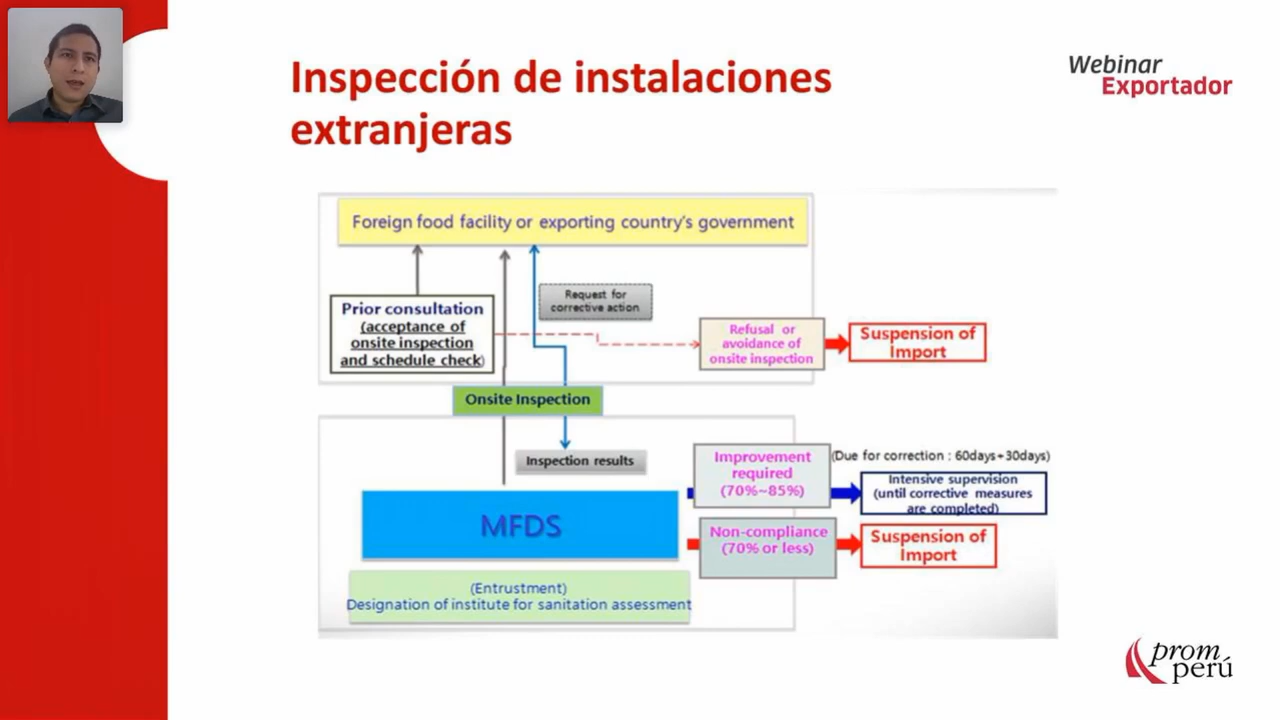 Inspección de instalaciones
extranjeras
Webinar
Exportador
Foreign food facility or exporting country's government
Prior consultation
(acceptance of
onsite inspection
and schedule check)
Request for
corrective action
Refusal or
avoidance of
onsite inspection
Suspension of
Import
Onsite Inspection
Inspection results
Improvement
required
(70%~85%)
(Due for correction : 60days+30days)
Intensive supervision
(until corrective measures
are completed)
MFDS
Non-compliance
(70% or less)
Suspension of
Import
(Entrustment)
Designation of institute for sanitation assessment
prom
perú